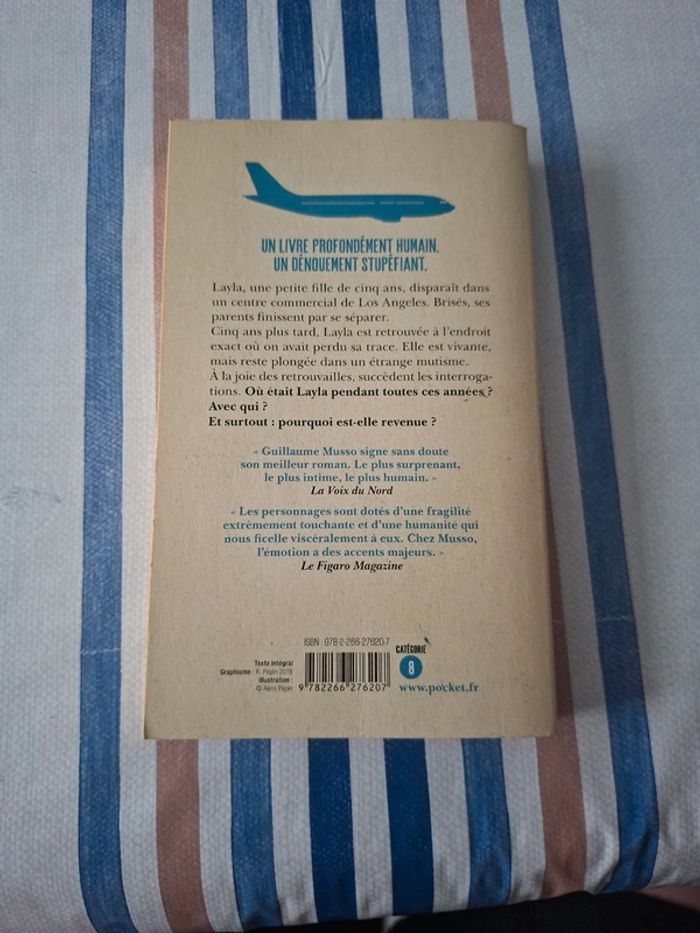 UN LIVRE PROFONDÉMENT HUMAIN.
UN DÉNOUEMENT STUPÉFIANT.
Layla, une petite fille de cinq ans, disparaît dans
un centre commercial de Los Angeles. Brisés, ses
parents finissent par se séparer.
Cinq ans plus tard, Layla est retrouvée à l'endroit
exact où on avait perdu sa trace. Elle est vivante,
mais reste plongée dans un étrange mutisme.
À la joie des retrouvailles, succèdent les interroga-
tions. Où était Layla pendant toutes ces années ?
Avec qui ?
Et surtout : pourquoi est-elle revenue ?
« Guillaume Musso signe sans doute
son meilleur roman. Le plus surprenant,
le plus intime, le plus humain. »
La Voix du Nord
« Les personnages sont dotés d'une fragilité
extrêmement touchante et d'une humanité qui
nous ficelle viscéralement à eux. Chez Musso,
l'émotion a des accents majeurs. »
Le Figaro Magazine
ISBN 978-2-266-27620-7
Texte intégral
Graphisme : R. Pépin 2016
Illustration :
© Rémi Pépin
9 782266 276207
CATÉGORIE
8
www.pocket.fr